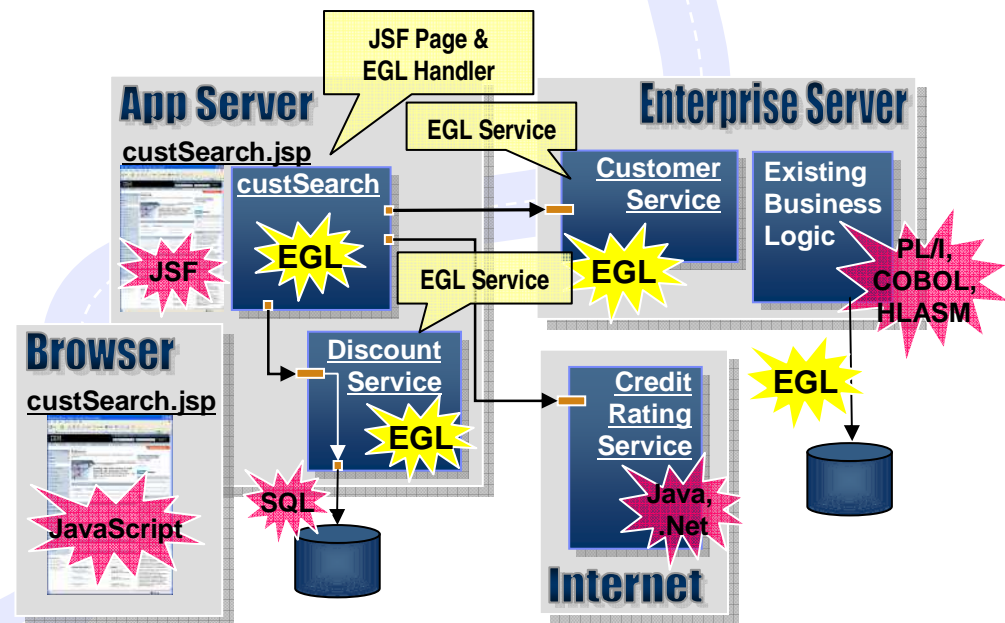 JSF Page &
EGL Handler
App Server
Enterprise Server
EGL Service
custSearch.jsp
custSearch
Customer
Service
Existing
Business
Logic
JSF
EGL
EGL
PL/I,
COBOL,
HLASM
EGL Service
Browser
custSearch.jsp
Discount
Service
EGL
Credit
Rating
Service
EGL
JavaScript
SQL
Java,
.Net
Internet